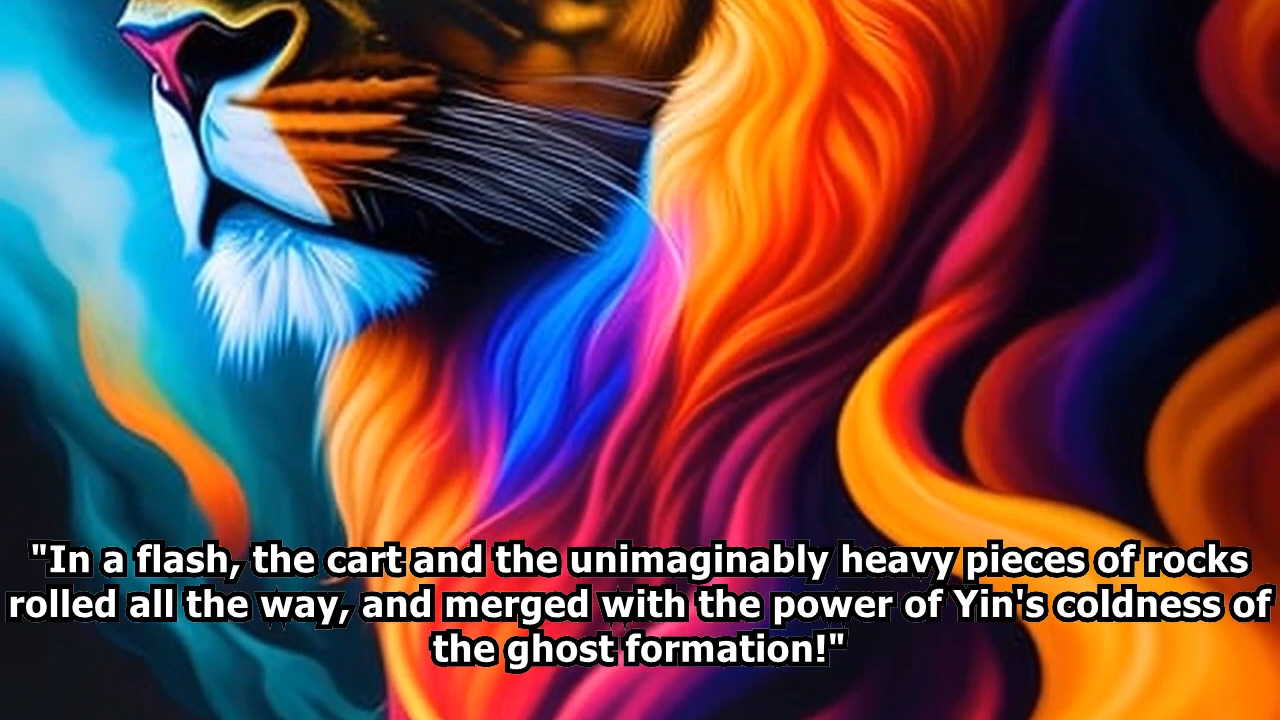 "In a flash, the cart and the unimaginably heavy pieces of rocks
rolled all the way, and merged with the power of Yin's coldness of
the ghost formation!"